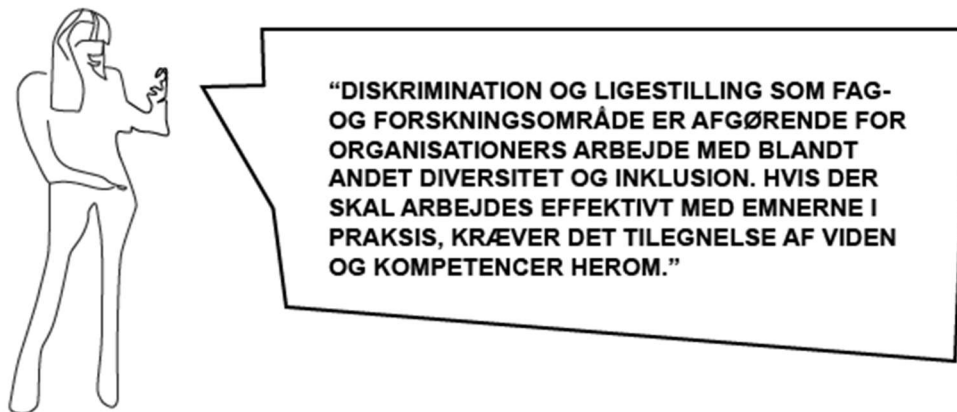 “DISKRIMINATION OG LIGESTILLING SOM FAG-
OG FORSKNINGSOMRÅDE ER AFGØRENDE FOR
ORGANISATIONERS ARBEJDE MED BLANDT
ANDET DIVERSITET OG INKLUSION. HVIS DER
SKAL ARBEJDES EFFEKTIVT MED EMNERNE I
PRAKSIS, KRÆVER DET TILEGNELSE AF VIDEN
OG KOMPETENCER HEROM.”